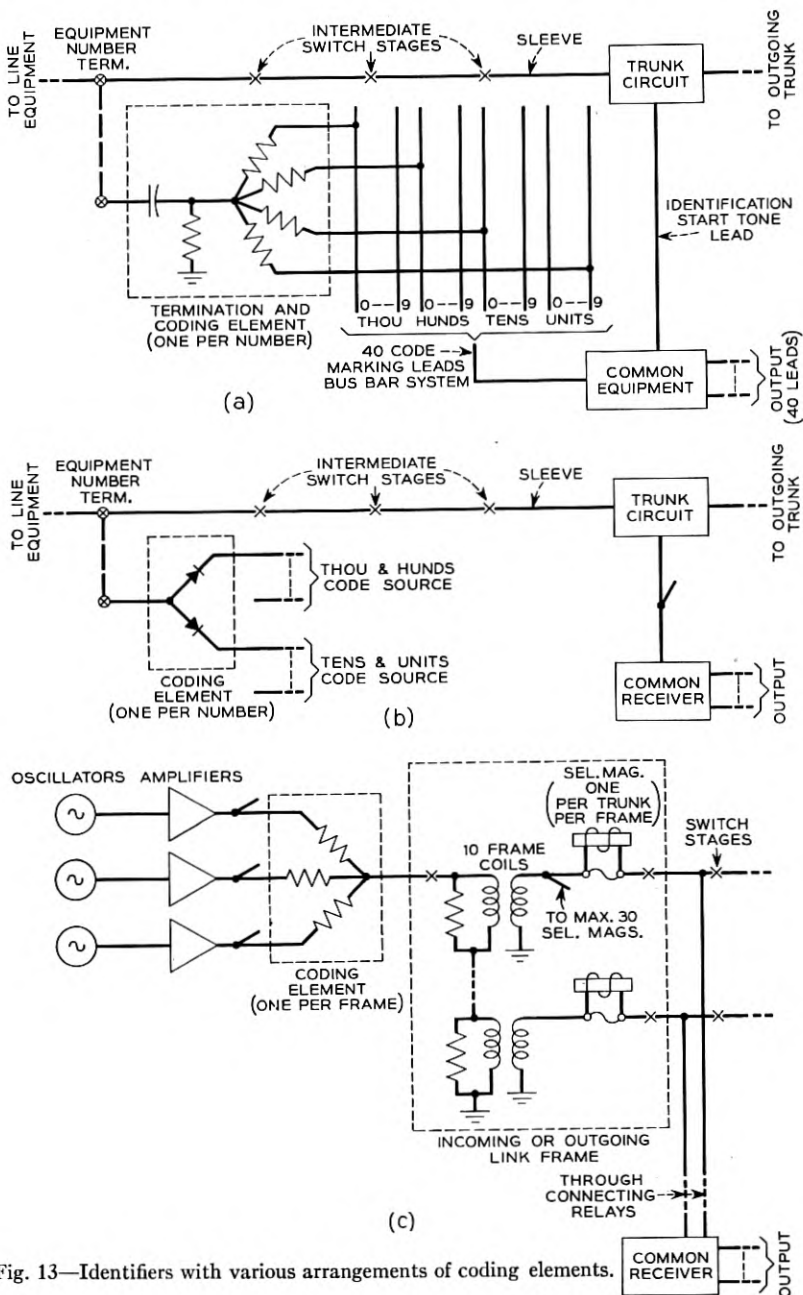 EQUIPMENT
NUMBER
TERM.
INTERMEDIATE
SWITCH STAGES
SLEEVE
TO LINE
EQUIPMENT
TRUNK
CIRCUIT
TO OUTGOING
TRUNK
IDENTIFICATION
START TONE
LEAD
TERMINATION AND
CODING ELEMENT
(ONE PER NUMBER)
0--9 0--9 0--9 0--9
THOU HUNDS TENS UNITS
40 CODE
MARKING LEADS
BUS BAR SYSTEM
COMMON
EQUIPMENT
OUTPUT
(40 LEADS)
(a)
EQUIPMENT
NUMBER
TERM.
INTERMEDIATE
SWITCH STAGES
SLEEVE
TO LINE
EQUIPMENT
TRUNK
CIRCUIT
TO OUTGOING
TRUNK
THOU & HUNDS
CODE SOURCE
TENS & UNITS
CODE SOURCE
CODING
ELEMENT
(ONE PER NUMBER)
COMMON
RECEIVER
OUTPUT
(b)
OSCILLATORS AMPLIFIERS
SEL. MAG.
(ONE
PER TRUNK
PER FRAME)
SWITCH
STAGES
10 FRAME
COILS
TO MAX. 30
SEL. MAGS.
CODING
ELEMENT
(ONE PER FRAME)
INCOMING OR OUTGOING
LINK FRAME
THROUGH
CONNECTING
RELAYS
(c)
COMMON
RECEIVER
OUTPUT
Fig. 13—Identifiers with various arrangements of coding elements.